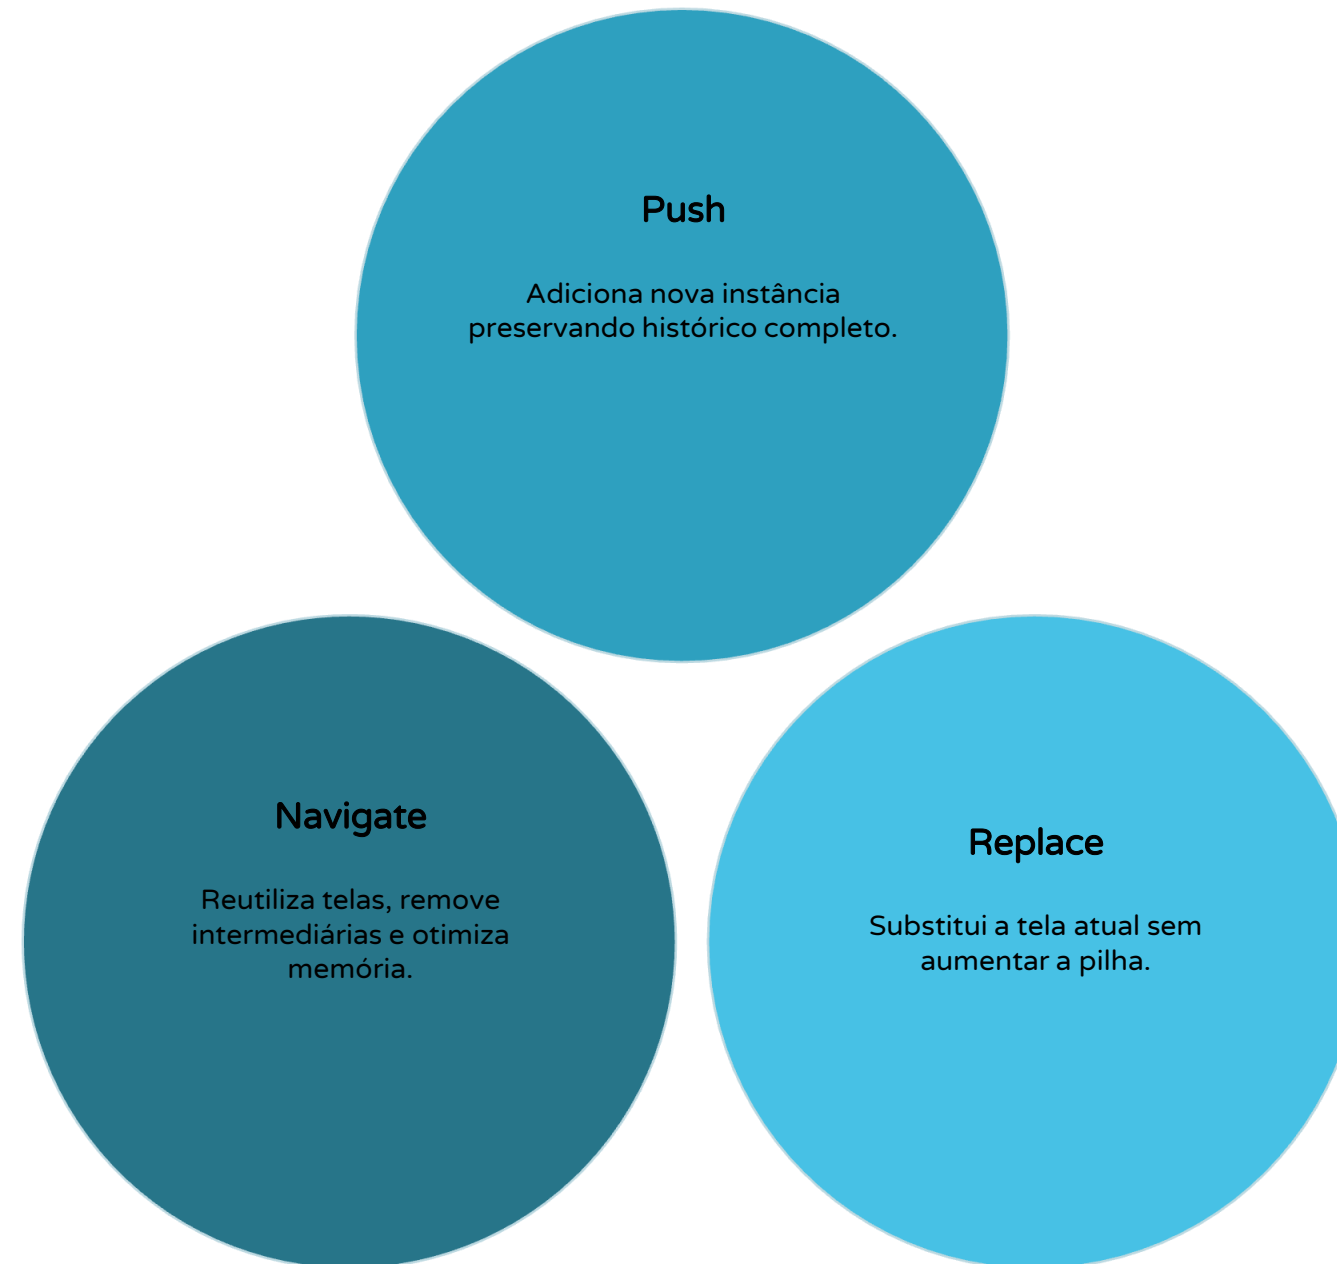 Push
Adiciona nova instância
preservando histórico completo.
Navigate
Reutiliza telas, remove
intermediárias e otimiza
memória.
Replace
Substitui a tela atual sem
aumentar a pilha.